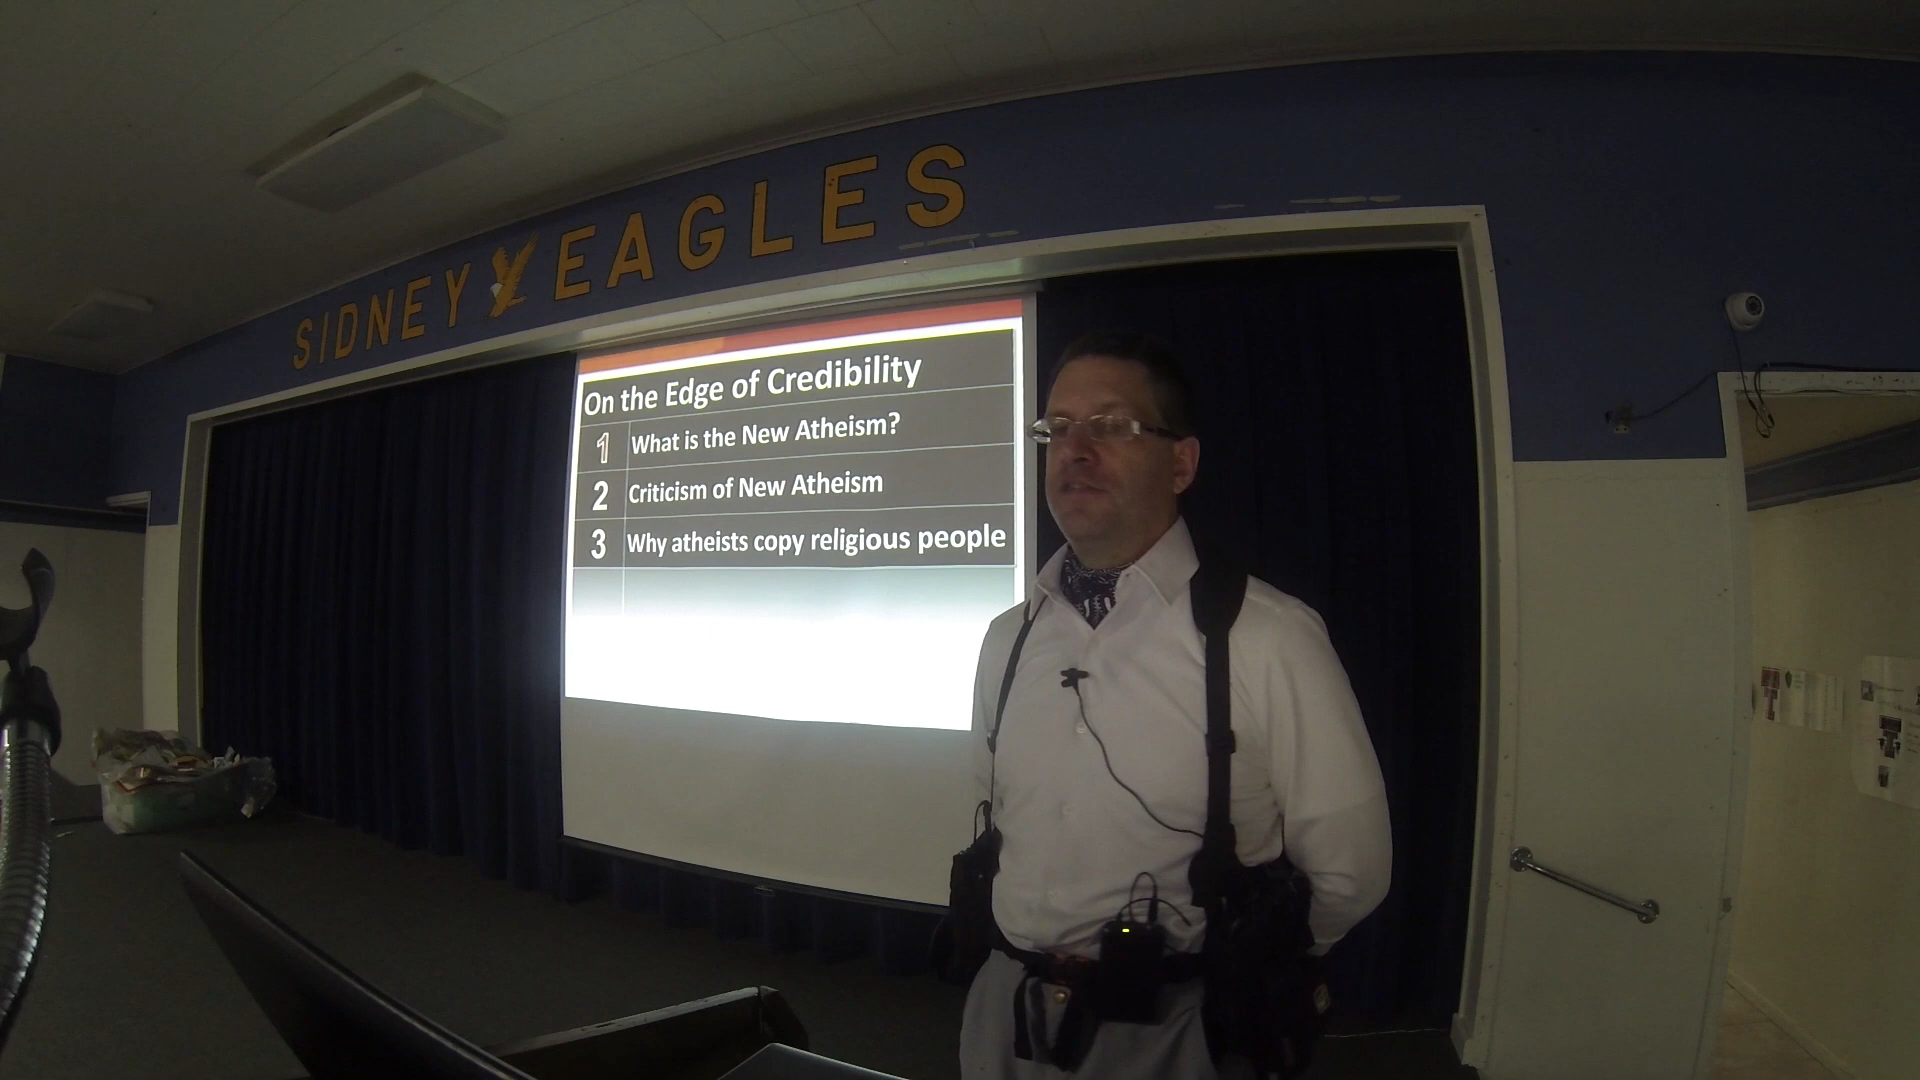 SIDNEY EAGLES
On the Edge of Credibility
1 What is the New Atheism?
2 Criticism of New Atheism
3 Why atheists copy religious people